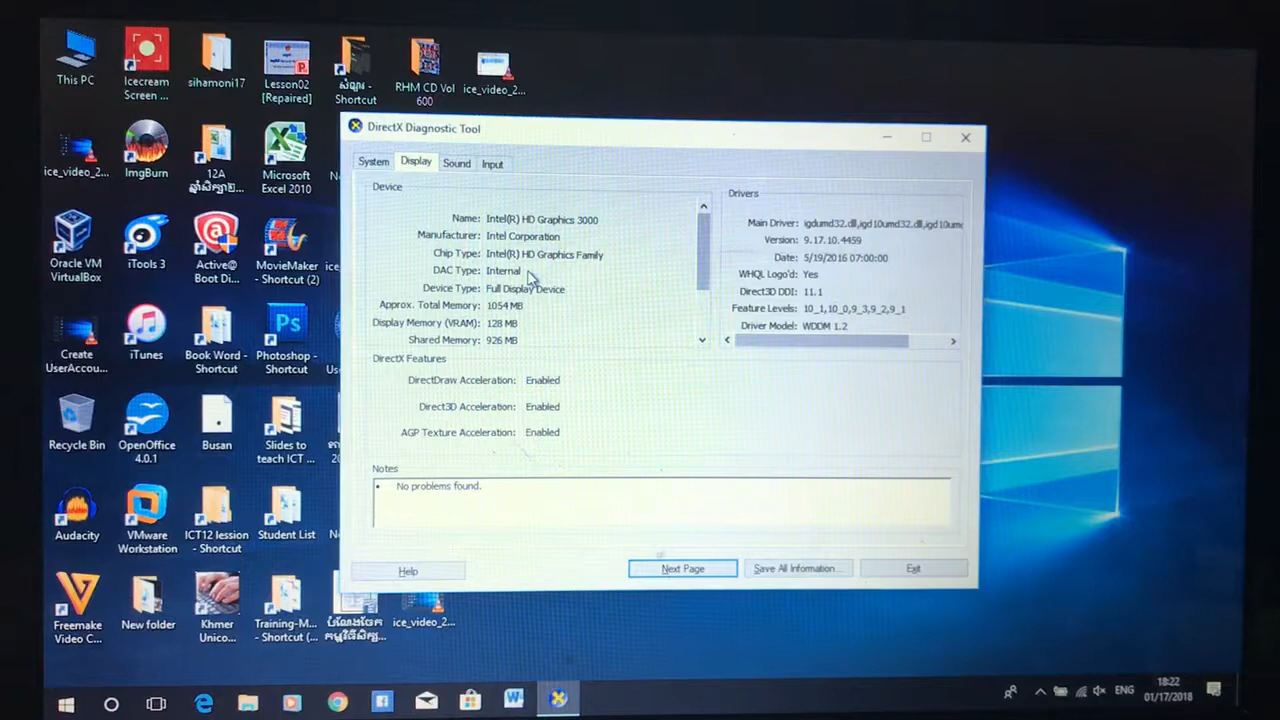 This PC
Icecream
Screen ...
sihamoni17
Lesson02
[Repaired]
Shortcut
RHM CD Vol
600
ice_video_2...
DirectX Diagnostic Tool
System
Display
Sound
Input
Device
Name: Intel(R) HD Graphics 3000
Manufacturer: Intel Corporation
Chip Type: Intel(R) HD Graphics Family
DAC Type: Internal
Device Type: Full Display Device
Approx. Total Memory: 1054 MB
Display Memory (VRAM): 128 MB
Shared Memory: 926 MB
Drivers
Main Driver: igdumd32.dll,igd10umd32.dll,igd10umd
Version: 9.17.10.4459
Date: 5/19/2016 07:00:00
WHQL Logo'd: Yes
Direct3D DDI: 11.1
Feature Levels: 10_1,10_0,9_3,9_2,9_1
Driver Model: WDDM 1.2
DirectX Features
DirectDraw Acceleration: Enabled
Direct3D Acceleration: Enabled
AGP Texture Acceleration: Enabled
Notes
No problems found.
Help
Next Page
Save All Information...
Exit
ice_video_2...
ImgBurn
12A
Microsoft
Excel 2010
Oracle VM
VirtualBox
iTools 3
Active@
Boot Di...
MovieMaker -
Shortcut (2)
Create
UserAccou...
iTunes
Book Word -
Shortcut
Photoshop -
Shortcut
Recycle Bin
OpenOffice
4.0.1
Busan
Slides to
teach ICT ...
Audacity
VMware
Workstation
ICT12 lession
- Shortcut
Student List
Freemake
Video C...
New folder
Khmer
Unico...
Training-M...
- Shortcut (...
ice_video_2...
ENG
18:22
01/17/2018